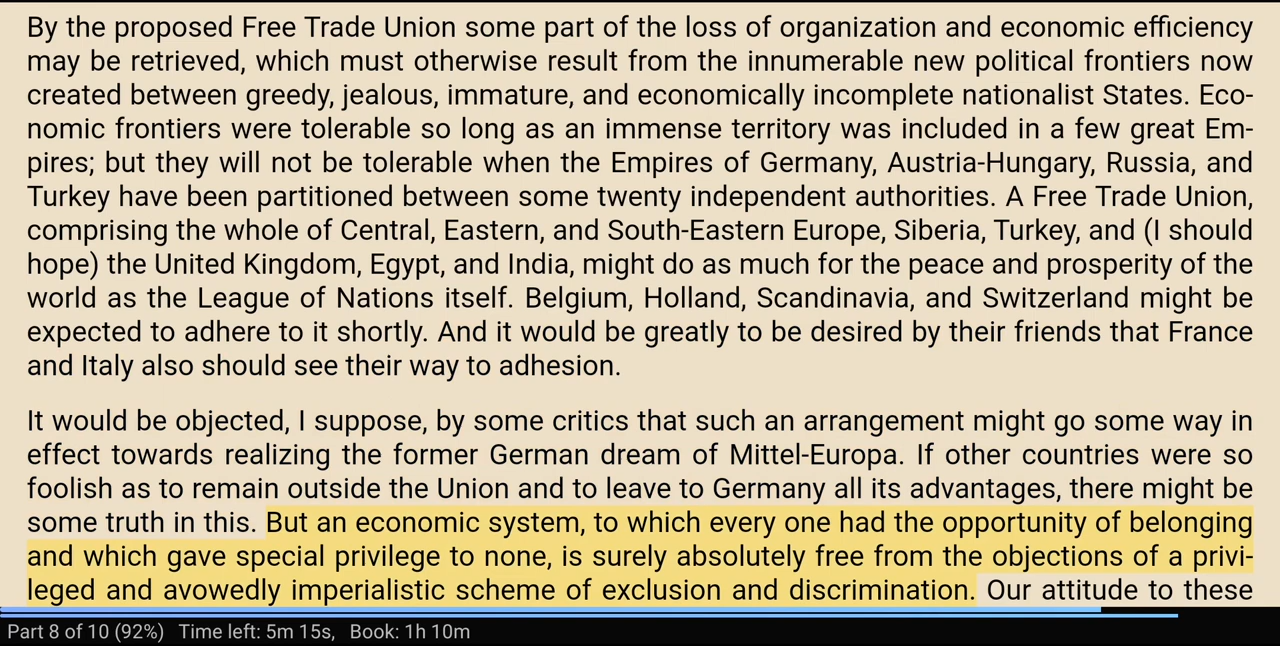 By the proposed Free Trade Union some part of the loss of organization and economic efficiency
may be retrieved, which must otherwise result from the innumerable new political frontiers now
created between greedy, jealous, immature, and economically incomplete nationalist States. Eco-
nomic frontiers were tolerable so long as an immense territory was included in a few great Em-
pires; but they will not be tolerable when the Empires of Germany, Austria-Hungary, Russia, and
Turkey have been partitioned between some twenty independent authorities. A Free Trade Union,
comprising the whole of Central, Eastern, and South-Eastern Europe, Siberia, Turkey, and (I should
hope) the United Kingdom, Egypt, and India, might do as much for the peace and prosperity of the
world as the League of Nations itself. Belgium, Holland, Scandinavia, and Switzerland might be
expected to adhere to it shortly. And it would be greatly to be desired by their friends that France
and Italy also should see their way to adhesion.
It would be objected, I suppose, by some critics that such an arrangement might go some way in
effect towards realizing the former German dream of Mittel-Europa. If other countries were so
foolish as to remain outside the Union and to leave to Germany all its advantages, there might be
some truth in this. But an economic system, to which every one had the opportunity of belonging
and which gave special privilege to none, is surely absolutely free from the objections of a privi-
leged and avowedly imperialistic scheme of exclusion and discrimination. Our attitude to these
Part 8 of 10 (92%) Time left: 5m 15s, Book: 1h 10m